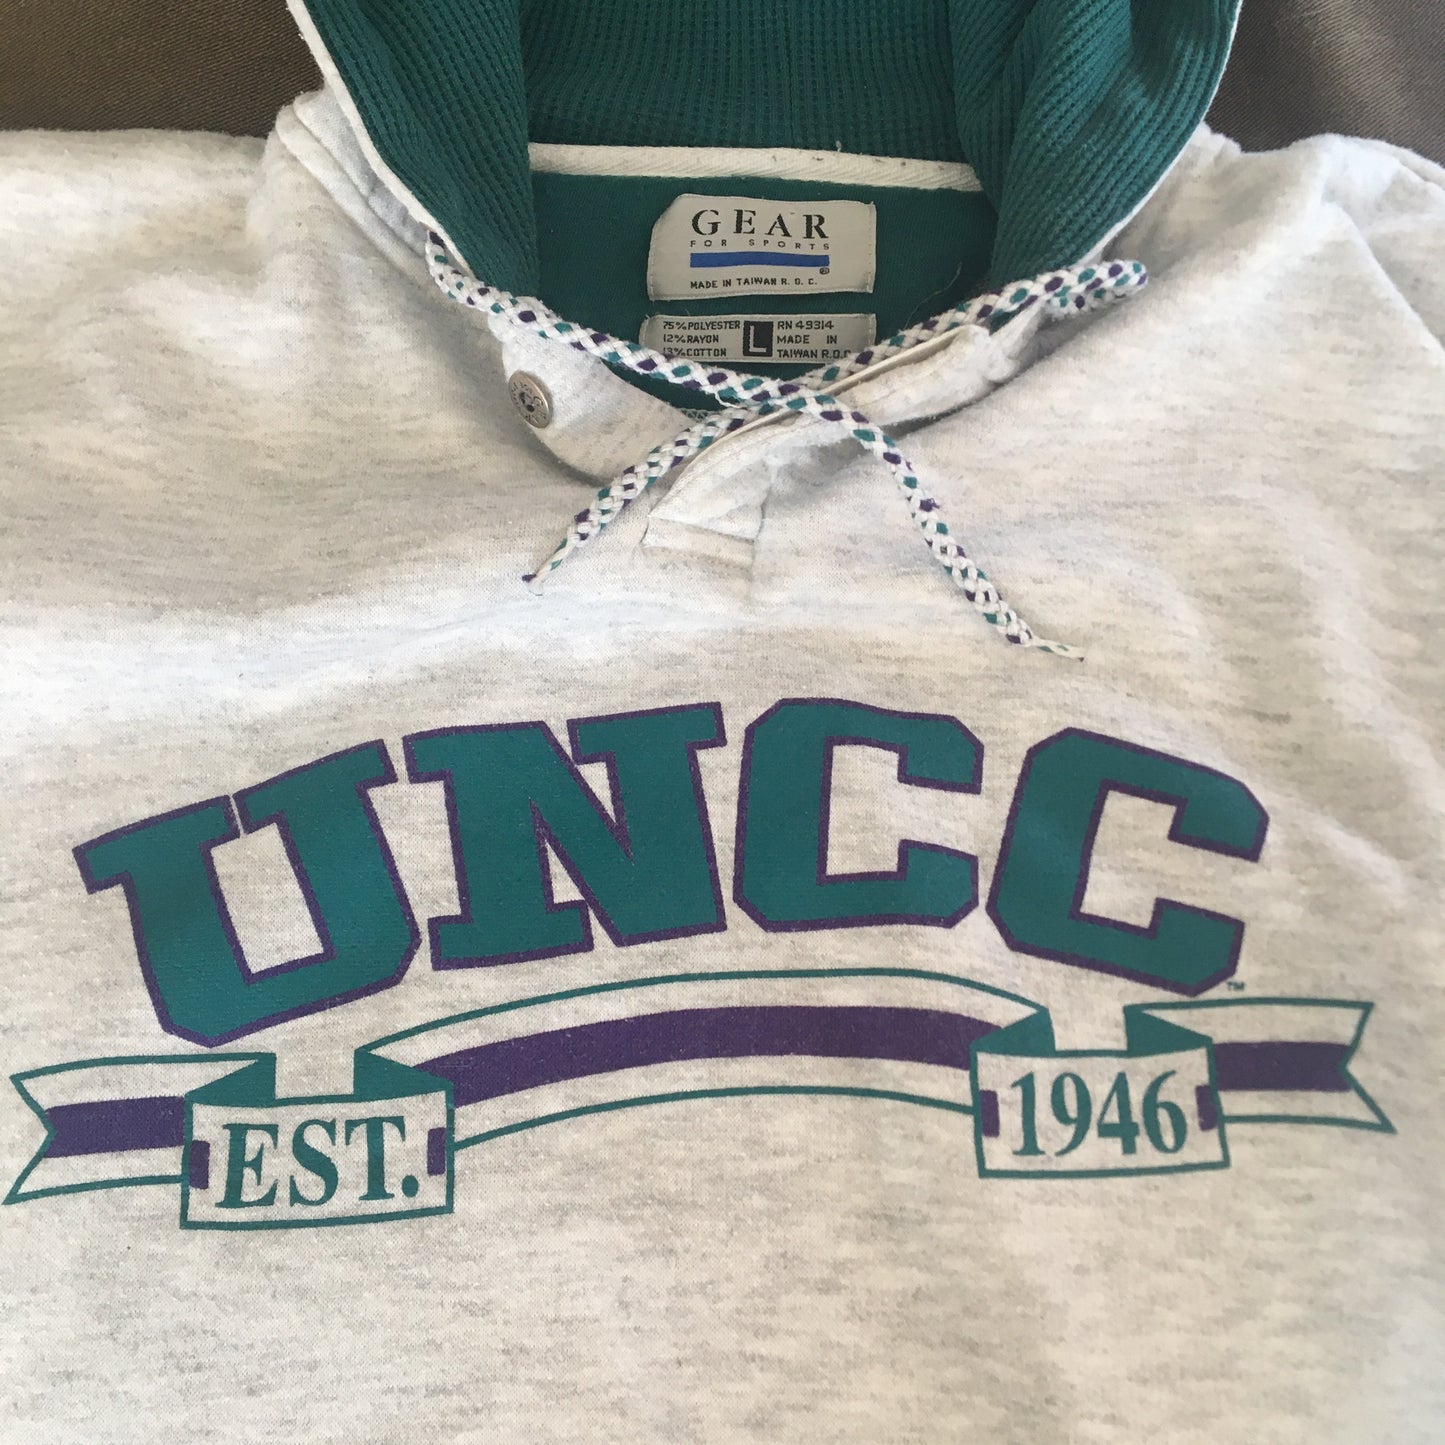 GEAR
FOR SPORTS
®
MADE IN TAIWAN R.O.C.
75% POLYESTER
12% RAYON
13% COTTON
L
RN 49314
MADE IN
TAIWAN R.O.C
UNCC
™
EST.
1946